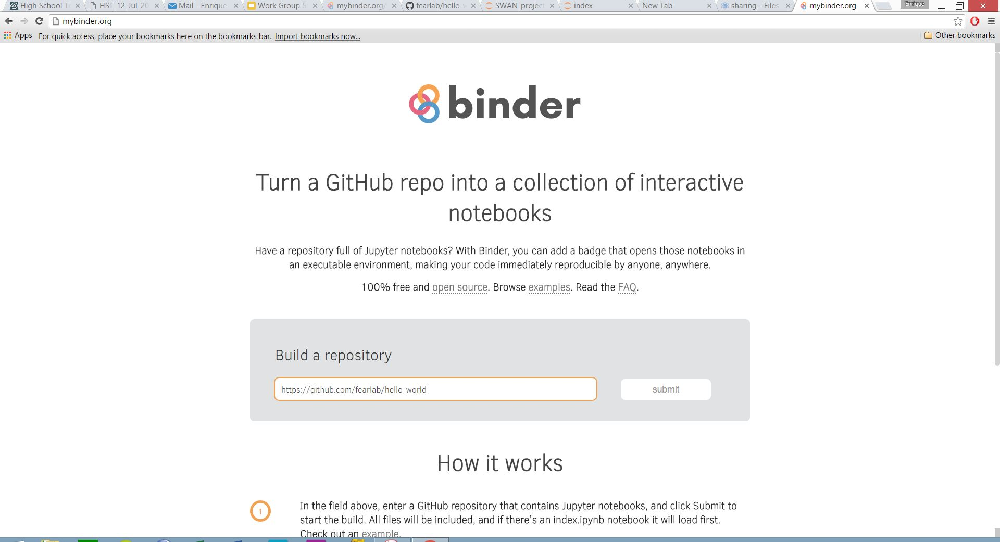 High School Te
HST_12_Jul_20
Mail - Enrique
Work Group 5
mybinder.org/
fearlab/hello-w
SWAN_project
index
New Tab
sharing - Files
mybinder.org
Enrique
mybinder.org
Apps For quick access, place your bookmarks here on the bookmarks bar. Import bookmarks now... Other bookmarks
binder
Turn a GitHub repo into a collection of interactive
notebooks
Have a repository full of Jupyter notebooks? With Binder, you can add a badge that opens those notebooks in
an executable environment, making your code immediately reproducible by anyone, anywhere.
100% free and open source. Browse examples. Read the FAQ.
Build a repository
https://github.com/fearlab/hello-world
submit
How it works
1
In the field above, enter a GitHub repository that contains Jupyter notebooks, and click Submit to
start the build. All files will be included, and if there's an index.ipynb notebook it will load first.
Check out an example.